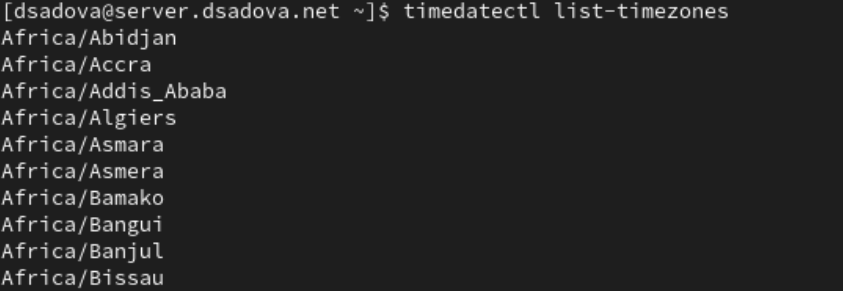 [dsadova@server.dsadova.net ~]$ timedatectl list-timezones
Africa/Abidjan
Africa/Accra
Africa/Addis_Ababa
Africa/Algiers
Africa/Asmara
Africa/Asmera
Africa/Bamako
Africa/Bangui
Africa/Banjul
Africa/Bissau